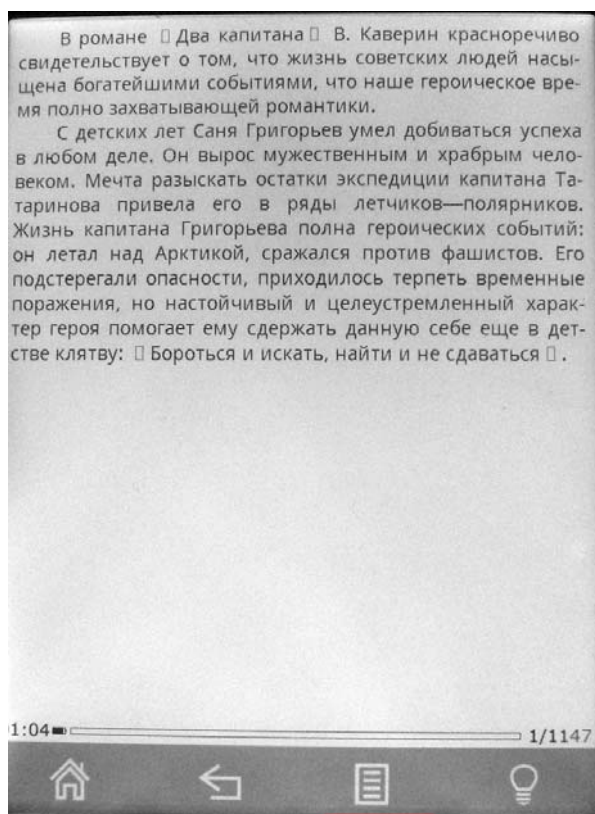 В романе ▯Два капитана▯ В. Каверин красноречиво
свидетельствует о том, что жизнь советских людей насы-
щена богатейшими событиями, что наше героическое вре-
мя полно захватывающей романтики.
С детских лет Саня Григорьев умел добиваться успеха
в любом деле. Он вырос мужественным и храбрым чело-
веком. Мечта разыскать остатки экспедиции капитана Та-
таринова привела его в ряды летчиков—полярников.
Жизнь капитана Григорьева полна героических событий:
он летал над Арктикой, сражался против фашистов. Его
подстерегали опасности, приходилось терпеть временные
поражения, но настойчивый и целеустремленный харак-
тер героя помогает ему сдержать данную себе еще в дет-
стве клятву: ▯Бороться и искать, найти и не сдаваться▯.
1:04 1/1147